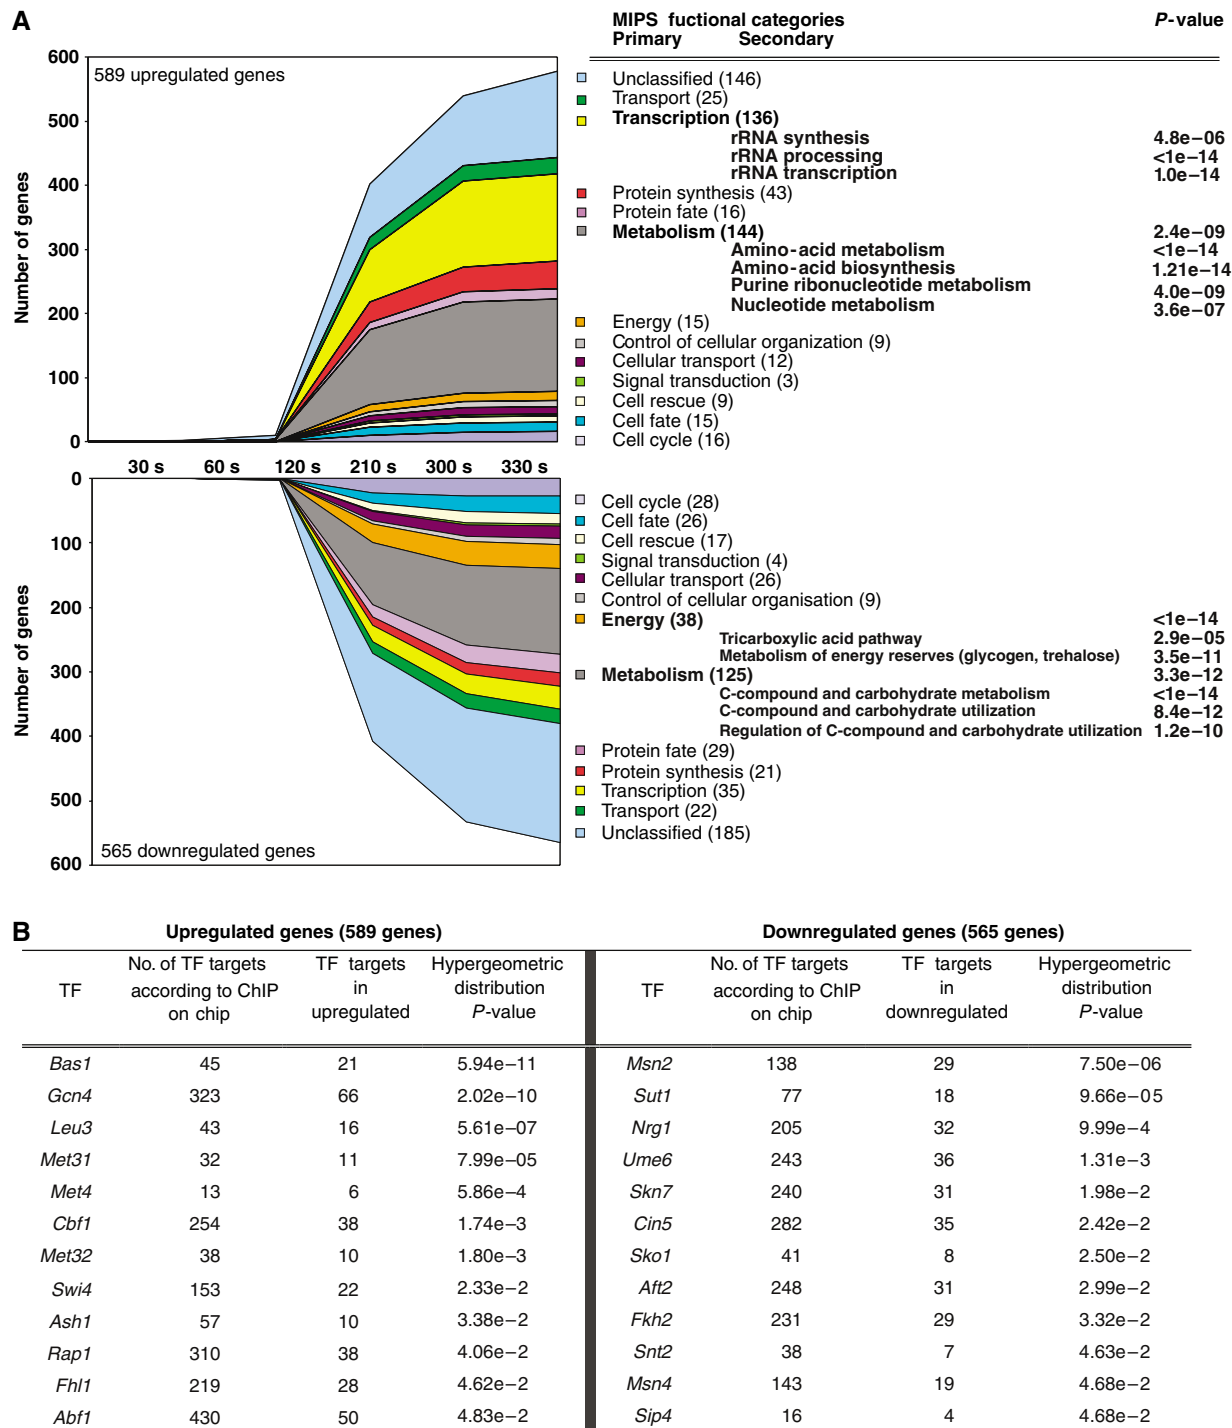 A
MIPS fuctional categories P-value
Primary Secondary
Number of genes
600
500
400
300
200
100
0
589 upregulated genes
Unclassified (146)
Transport (25)
Transcription (136)
rRNA synthesis 4.8e−06
rRNA processing <1e−14
rRNA transcription 1.0e−14
Protein synthesis (43)
Protein fate (16)
Metabolism (144) 2.4e−09
Amino-acid metabolism <1e−14
Amino-acid biosynthesis 1.21e−14
Purine ribonucleotide metabolism 4.0e−09
Nucleotide metabolism 3.6e−07
Energy (15)
Control of cellular organization (9)
Cellular transport (12)
Signal transduction (3)
Cell rescue (9)
Cell fate (15)
Cell cycle (16)
30 s 60 s 120 s 210 s 300 s 330 s
Number of genes
0
100
200
300
400
500
600
565 downregulated genes
Cell cycle (28)
Cell fate (26)
Cell rescue (17)
Signal transduction (4)
Cellular transport (26)
Control of cellular organisation (9)
Energy (38) <1e−14
Tricarboxylic acid pathway 2.9e−05
Metabolism of energy reserves (glycogen, trehalose) 3.5e−11
Metabolism (125) 3.3e−12
C-compound and carbohydrate metabolism <1e−14
C-compound and carbohydrate utilization 8.4e−12
Regulation of C-compound and carbohydrate utilization 1.2e−10
Protein fate (29)
Protein synthesis (21)
Transcription (35)
Transport (22)
Unclassified (185)
B
Upregulated genes (589 genes) Downregulated genes (565 genes)
No. of TF targets TF targets Hypergeometric No. of TF targets TF targets Hypergeometric
TF according to ChIP in distribution TF according to ChIP in distribution
on chip upregulated P-value on chip downregulated P-value
Bas1 45 21 5.94e−11 Msn2 138 29 7.50e−06
Gcn4 323 66 2.02e−10 Sut1 77 18 9.66e−05
Leu3 43 16 5.61e−07 Nrg1 205 32 9.99e−4
Met31 32 11 7.99e−05 Ume6 243 36 1.31e−3
Met4 13 6 5.86e−4 Skn7 240 31 1.98e−2
Cbf1 254 38 1.74e−3 Cin5 282 35 2.42e−2
Met32 38 10 1.80e−3 Sko1 41 8 2.50e−2
Swi4 153 22 2.33e−2 Aft2 248 31 2.99e−2
Ash1 57 10 3.38e−2 Fkh2 231 29 3.32e−2
Rap1 310 38 4.06e−2 Snt2 38 7 4.63e−2
Fhl1 219 28 4.62e−2 Msn4 143 19 4.68e−2
Abf1 430 50 4.83e−2 Sip4 16 4 4.68e−2